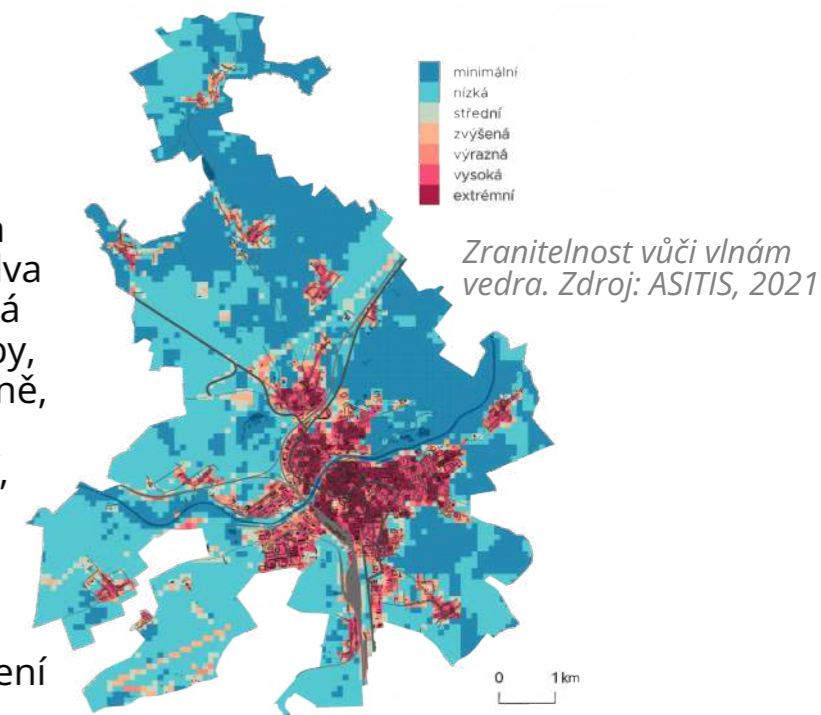 minimální
nízká
střední
zvýšená
výrazná
vysoká
extrémní
Zranitelnost vůči vlnám
vedra. Zdroj: ASITIS, 2021
0 1 km